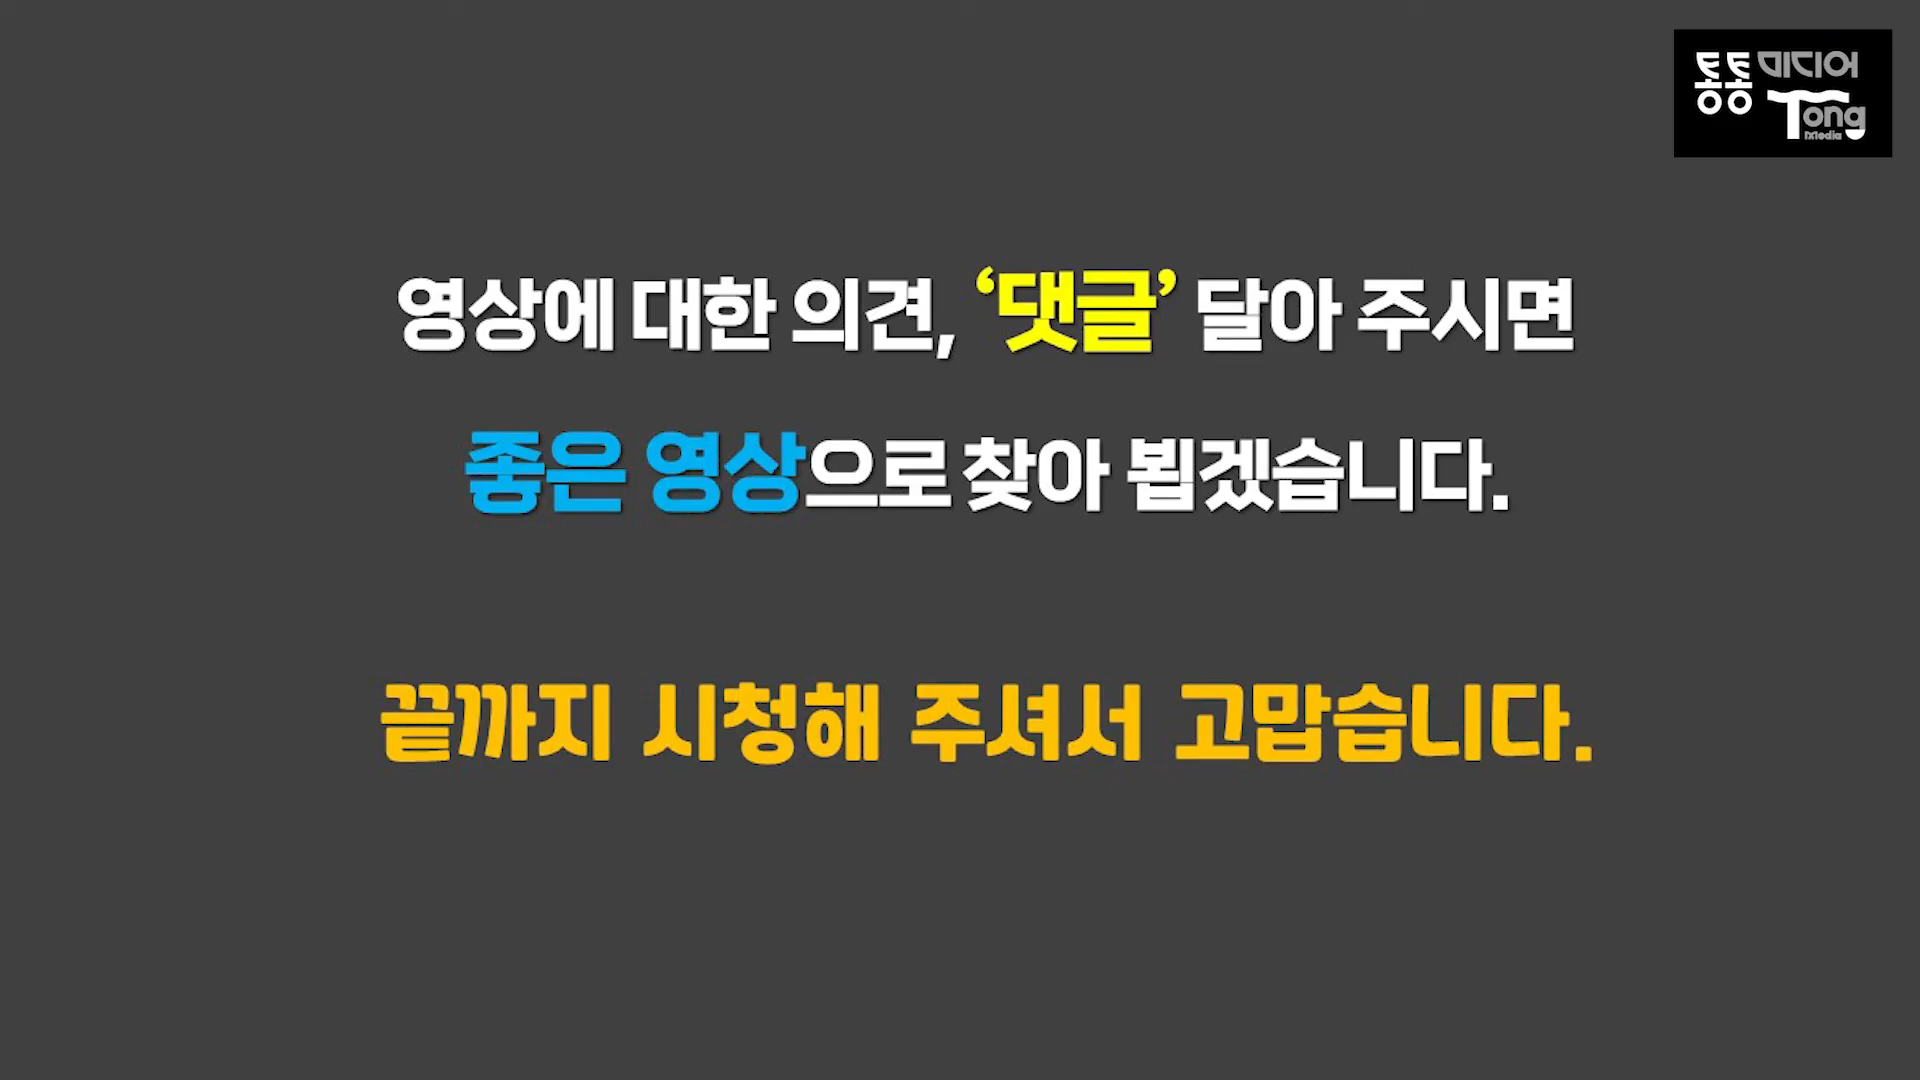 통통미디어
Tong
Media
영상에 대한 의견, ‘댓글’ 달아 주시면
좋은 영상으로 찾아 뵙겠습니다.
끝까지 시청해 주셔서 고맙습니다.